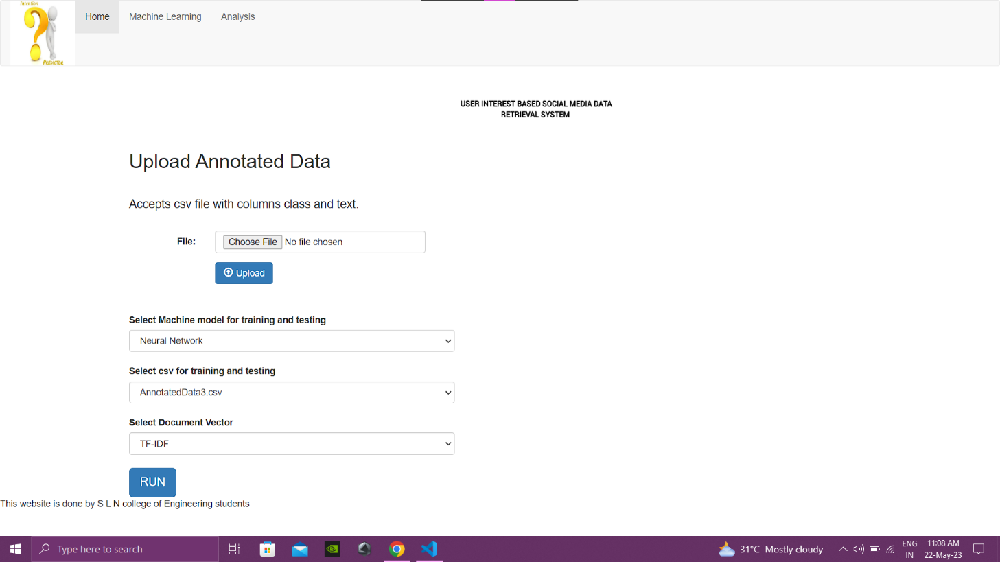 Intention
Predictor
Home
Machine Learning
Analysis
USER INTEREST BASED SOCIAL MEDIA DATA
RETRIEVAL SYSTEM
Upload Annotated Data
Accepts csv file with columns class and text.
File:
Choose File No file chosen
Upload
Select Machine model for training and testing
Neural Network
Select csv for training and testing
AnnotatedData3.csv
Select Document Vector
TF-IDF
RUN
This website is done by S L N college of Engineering students
Type here to search
31°C Mostly cloudy
ENG
IN
11:08 AM
22-May-23